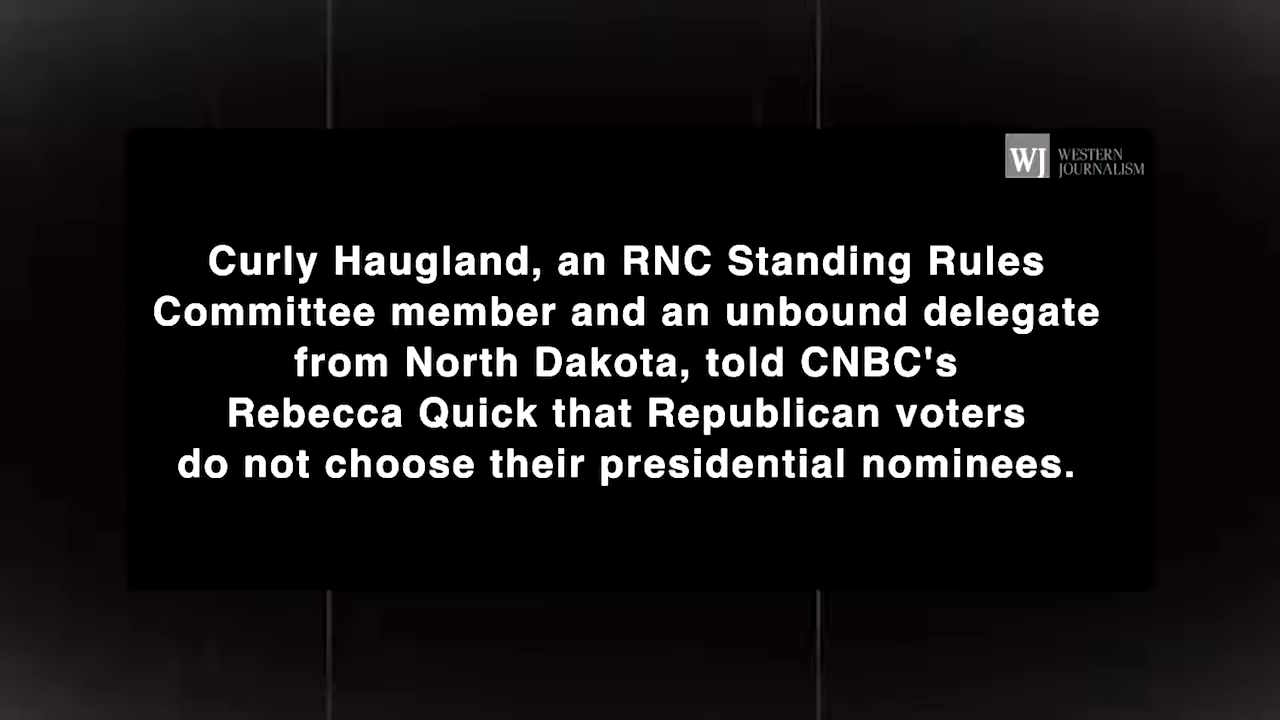 WJ WESTERN
JOURNALISM
Curly Haugland, an RNC Standing Rules
Committee member and an unbound delegate
from North Dakota, told CNBC's
Rebecca Quick that Republican voters
do not choose their presidential nominees.